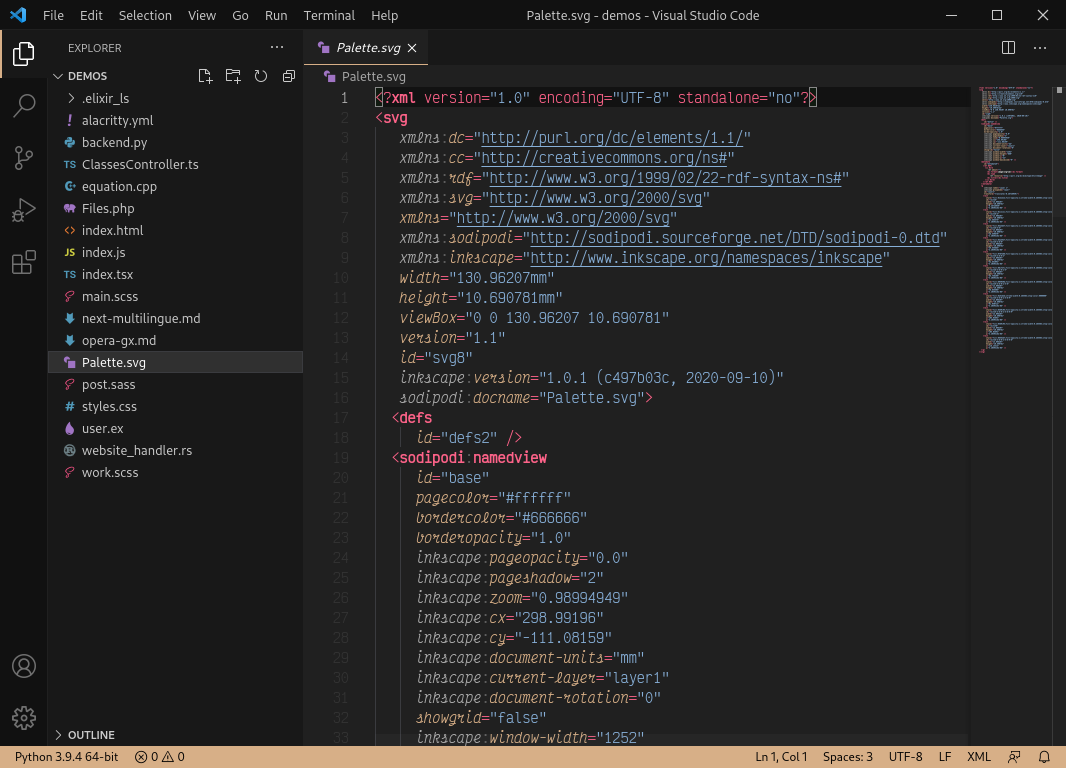 File Edit Selection View Go Run Terminal Help
Palette.svg - demos - Visual Studio Code
EXPLORER
DEMOS
.elixir_ls
! alacritty.yml
backend.py
TS ClassesController.ts
equation.cpp
Files.php
<> index.html
JS index.js
TS index.tsx
main.scss
next-multilingue.md
opera-gx.md
Palette.svg
post.sass
# styles.css
user.ex
website_handler.rs
work.scss
OUTLINE
Palette.svg
Palette.svg
1 <?xml version="1.0" encoding="UTF-8" standalone="no"?>
2 <svg
3 xmlns:dc="http://purl.org/dc/elements/1.1/"
4 xmlns:cc="http://creativecommons.org/ns#"
5 xmlns:rdf="http://www.w3.org/1999/02/22-rdf-syntax-ns#"
6 xmlns:svg="http://www.w3.org/2000/svg"
7 xmlns="http://www.w3.org/2000/svg"
8 xmlns:sodipodi="http://sodipodi.sourceforge.net/DTD/sodipodi-0.dtd"
9 xmlns:inkscape="http://www.inkscape.org/namespaces/inkscape"
10 width="130.96207mm"
11 height="10.690781mm"
12 viewBox="0 0 130.96207 10.690781"
13 version="1.1"
14 id="svg8"
15 inkscape:version="1.0.1 (c497b03c, 2020-09-10)"
16 sodipodi:docname="Palette.svg">
17 <defs
18 id="defs2" />
19 <sodipodi:namedview
20 id="base"
21 pagecolor="#ffffff"
22 bordercolor="#666666"
23 borderopacity="1.0"
24 inkscape:pageopacity="0.0"
25 inkscape:pageshadow="2"
26 inkscape:zoom="0.98994949"
27 inkscape:cx="298.99196"
28 inkscape:cy="-111.08159"
29 inkscape:document-units="mm"
30 inkscape:current-layer="layer1"
31 inkscape:document-rotation="0"
32 showgrid="false"
33 inkscape:window-width="1252"
Python 3.9.4 64-bit 0 0 Ln 1, Col 1 Spaces: 3 UTF-8 LF XML